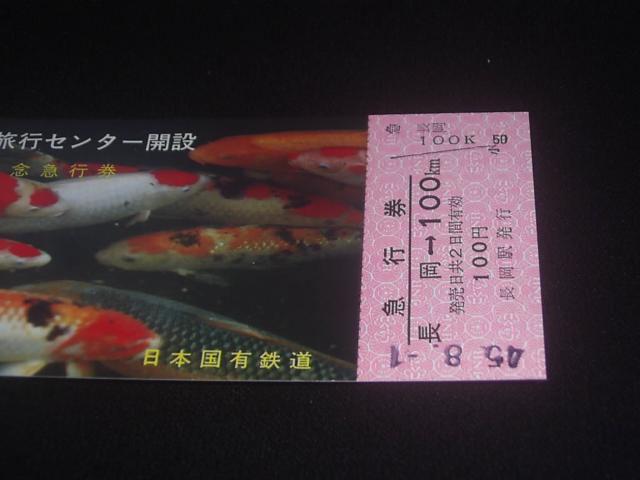 旅行センター開設
念急行券
日本国有鉄道
急 長岡
100K
小 50
急行券
長岡→100km
発売日共2日間有効
100円
長岡駅発行
45.8.-1